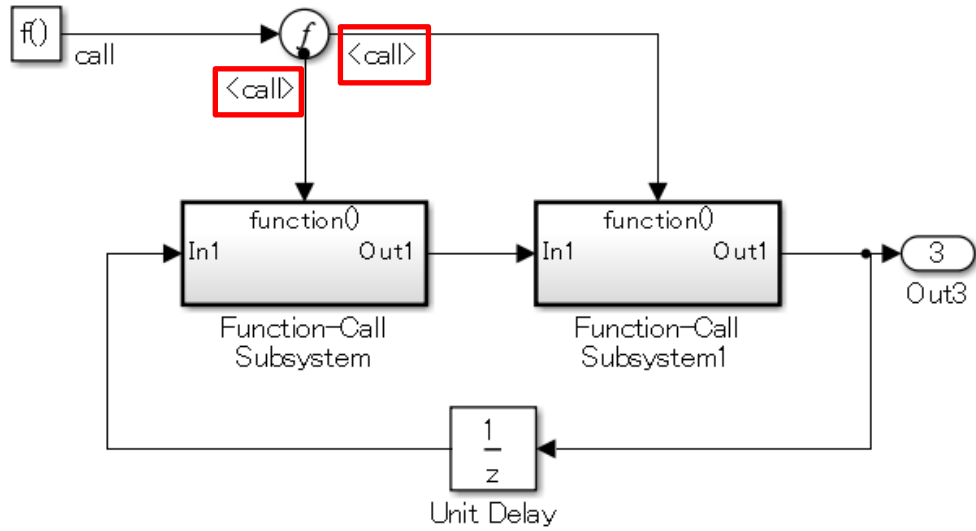 f()
call
f
<call>
<call>
function()
In1
Out1
Function-Call
Subsystem
function()
In1
Out1
Function-Call
Subsystem1
3
Out3
1
z
Unit Delay